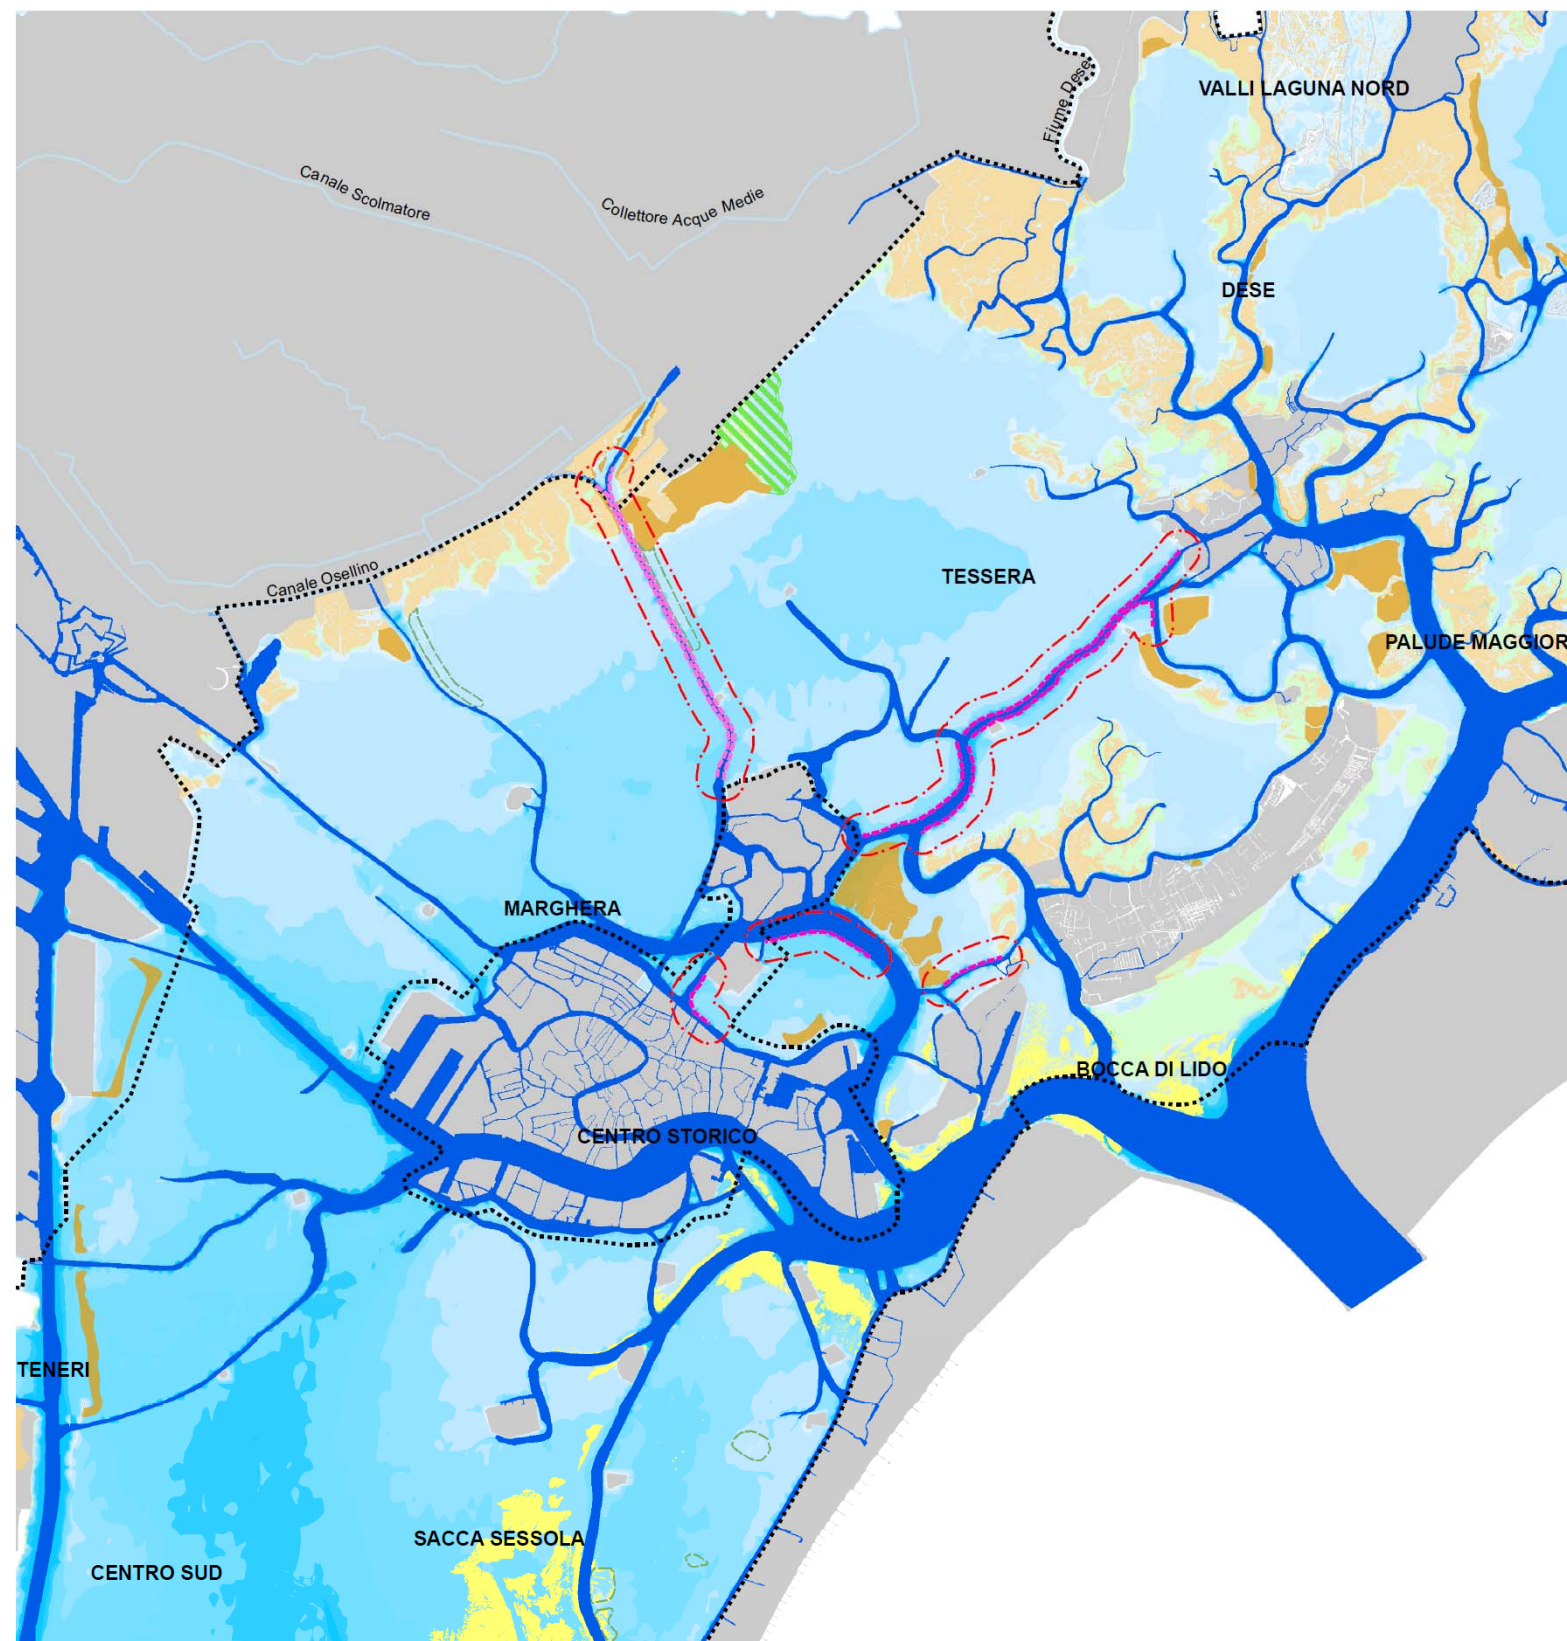 VALLI LAGUNA NORD
Fiume Dese
Canale Scolmatore
Collettore Acque Medie
DESE
Canale Osellino
TESSERA
PALUDE MAGGIOR
MARGHERA
BOCCA DI LIDO
CENTRO STORICO
TENERI
SACCA SESSOLA
CENTRO SUD